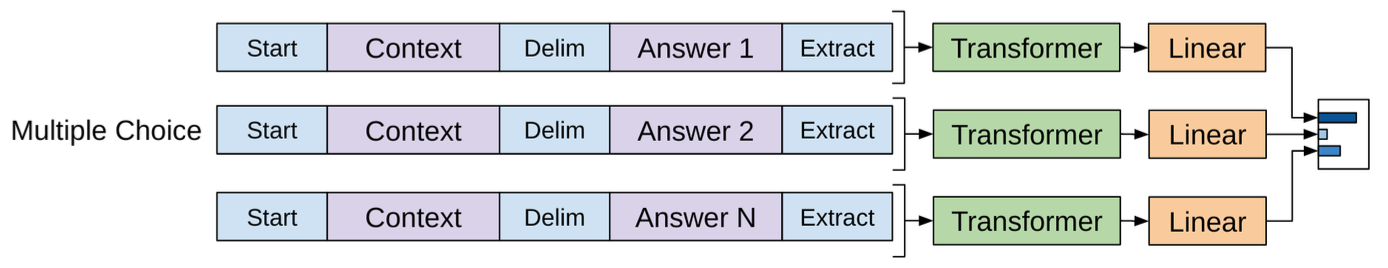 Start Context Delim Answer 1 Extract Transformer Linear
Multiple Choice Start Context Delim Answer 2 Extract Transformer Linear
Start Context Delim Answer N Extract Transformer Linear